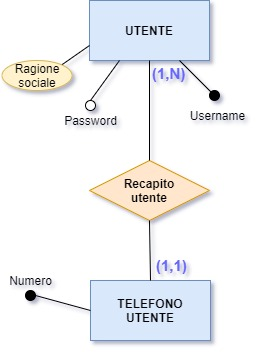 UTENTE
Ragione
sociale
(1,N)
Password
Username
Recapito
utente
(1,1)
Numero
TELEFONO
UTENTE